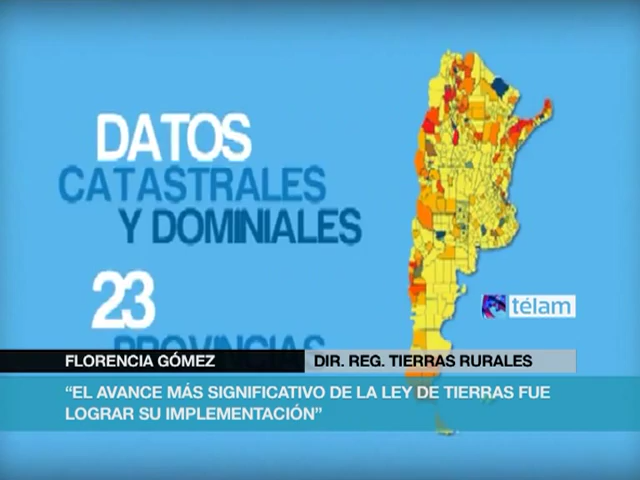 DATOS
CATASTRALES
Y DOMINIALES
23
PROVINCIAS
télam
FLORENCIA GÓMEZ
DIR. REG. TIERRAS RURALES
“EL AVANCE MÁS SIGNIFICATIVO DE LA LEY DE TIERRAS FUE
LOGRAR SU IMPLEMENTACIÓN”